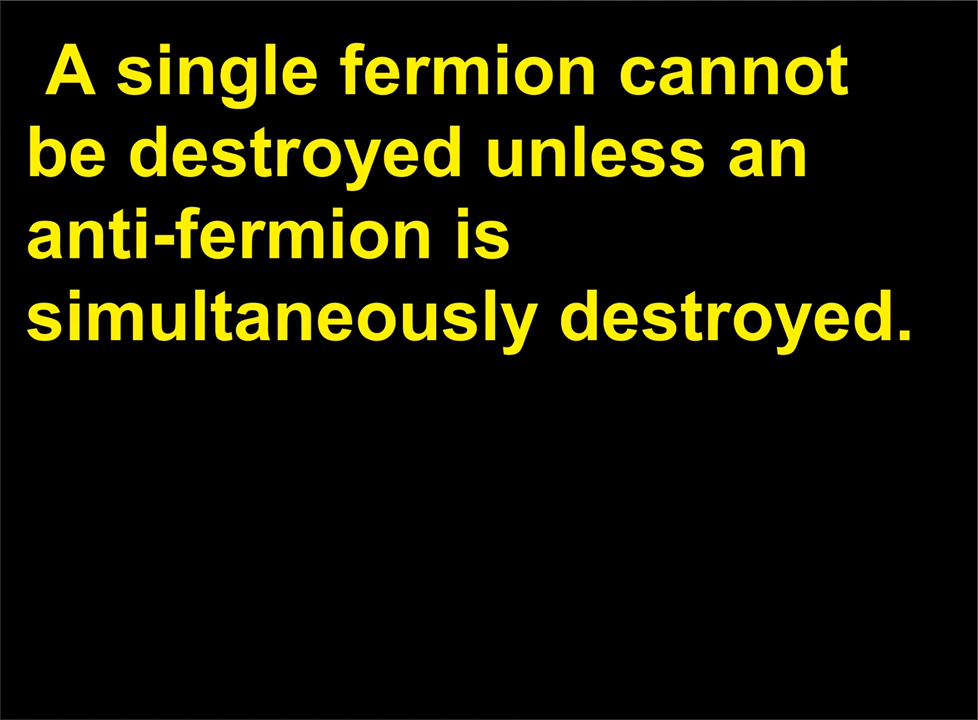 A single fermion cannot
be destroyed unless an
anti-fermion is
simultaneously destroyed.